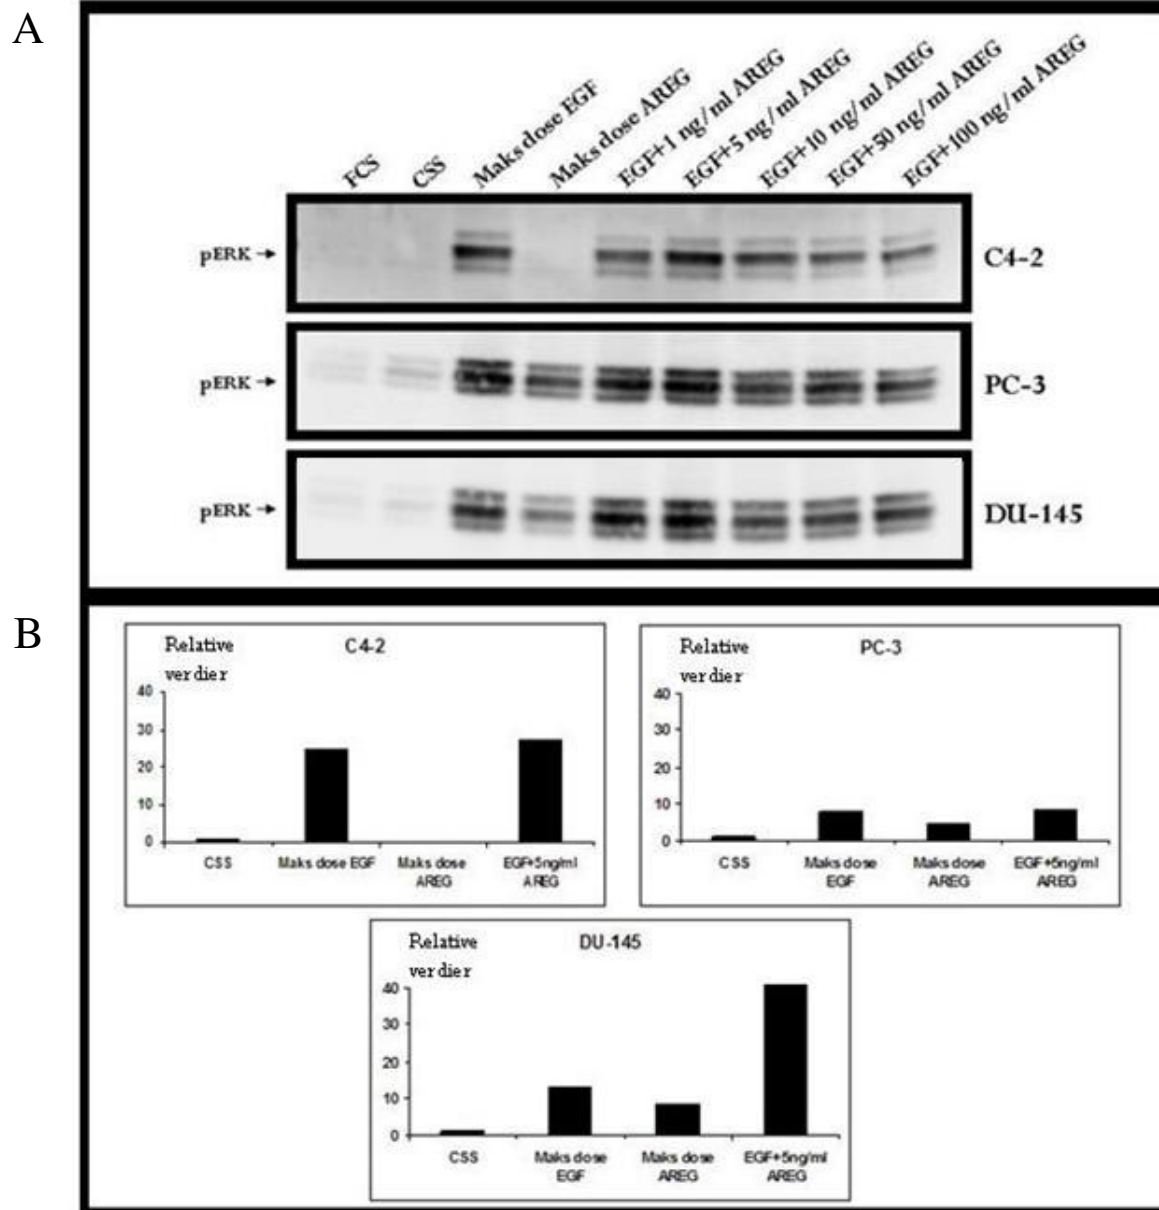 A
FCS
CSS
Maks dose EGF
Maks dose AREG
EGF+1 ng/ml AREG
EGF+5 ng/ml AREG
EGF+10 ng/ml AREG
EGF+50 ng/ml AREG
EGF+100 ng/ml AREG
pERK→ C4-2
pERK→ PC-3
pERK→ DU-145
B
Relative
verdier
C4-2
40
30
20
10
0
CSS
Maks dose EGF
Maks dose
AREG
EGF+5ng/ml
AREG
Relative
verdier
PC-3
40
30
20
10
0
CSS
Maks dose
EGF
Maks dose
AREG
EGF+5ng/ml
AREG
Relative
verdier
DU-145
40
30
20
10
0
CSS
Maks dose
EGF
Maks dose
AREG
EGF+5ng/ml
AREG